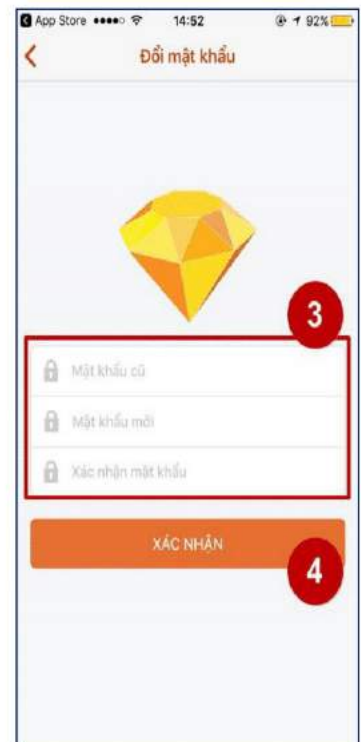 App Store 14:52 92%
Đổi mật khẩu
3
Mật khẩu cũ
Mật khẩu mới
Xác nhận mật khẩu
XÁC NHẬN
4